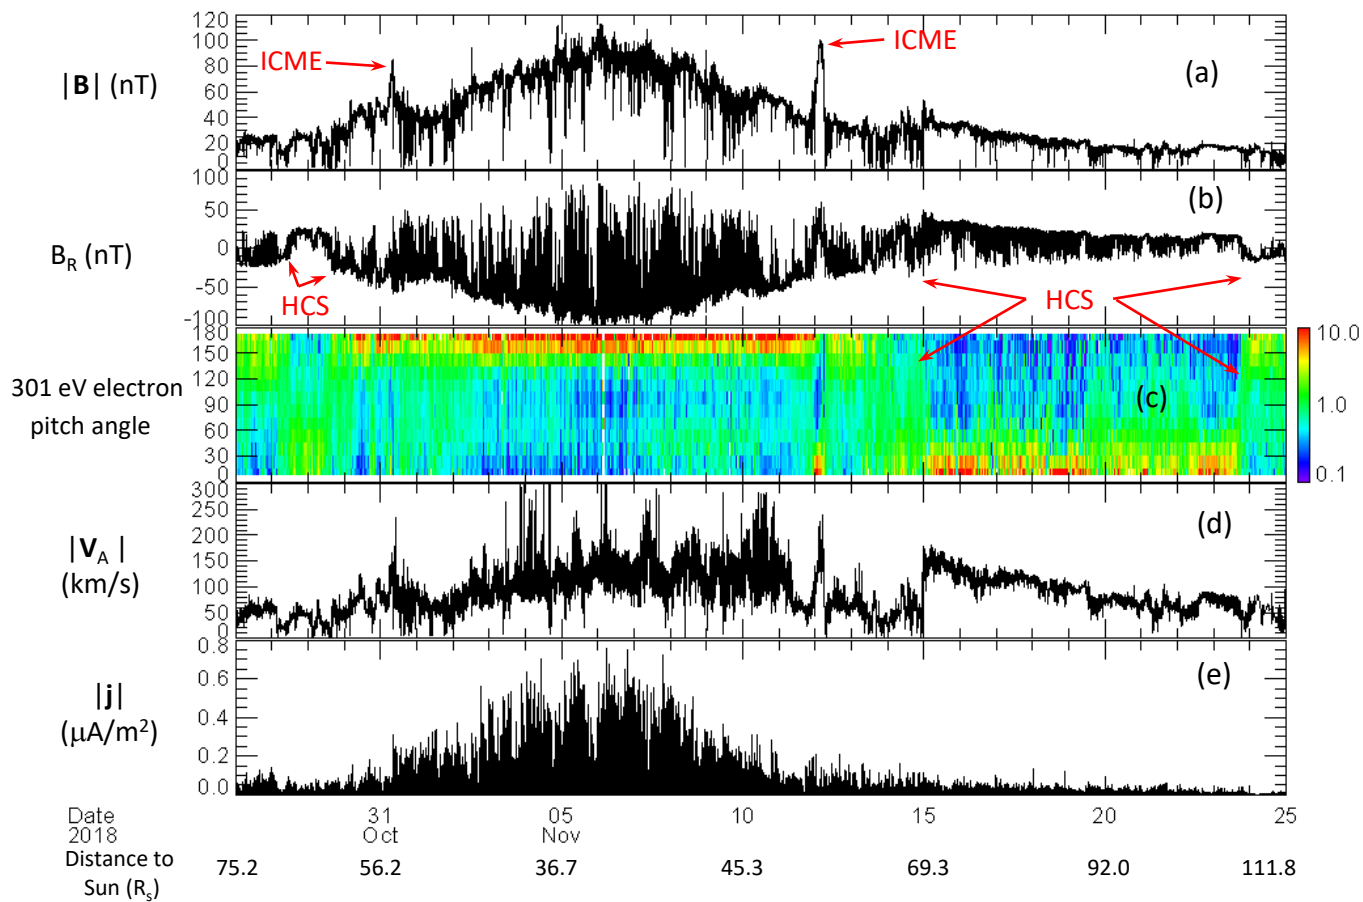 120
100
80
60
40
20
0
|B| (nT)
ICME
ICME
(a)
100
50
0
-50
-100
B_R (nT)
HCS
HCS
(b)
180
150
120
90
60
30
0
301 eV electron
pitch angle
(c)
10.0
1.0
0.1
300
250
200
150
100
50
0
|V_A |
(km/s)
(d)
0.8
0.6
0.4
0.2
0.0
|j|
(μA/m²)
(e)
Date 31 05 10 15 20 25
2018 Oct Nov
Distance to
Sun (R_s)
75.2 56.2 36.7 45.3 69.3 92.0 111.8